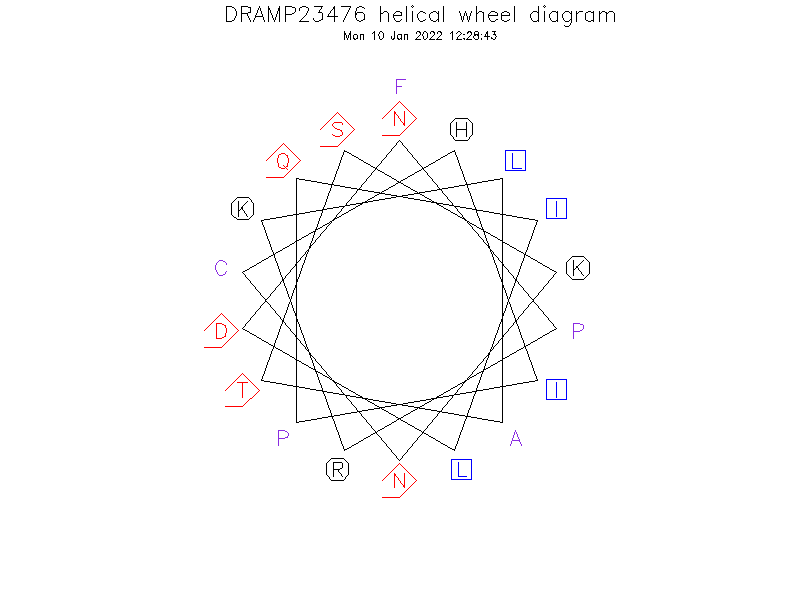 DRAMP23476 helical wheel diagram
Mon 10 Jan 2022 12:28:43
F
N
S
H
Q
L
K
I
C
K
D
P
T
I
P
A
R
L
N